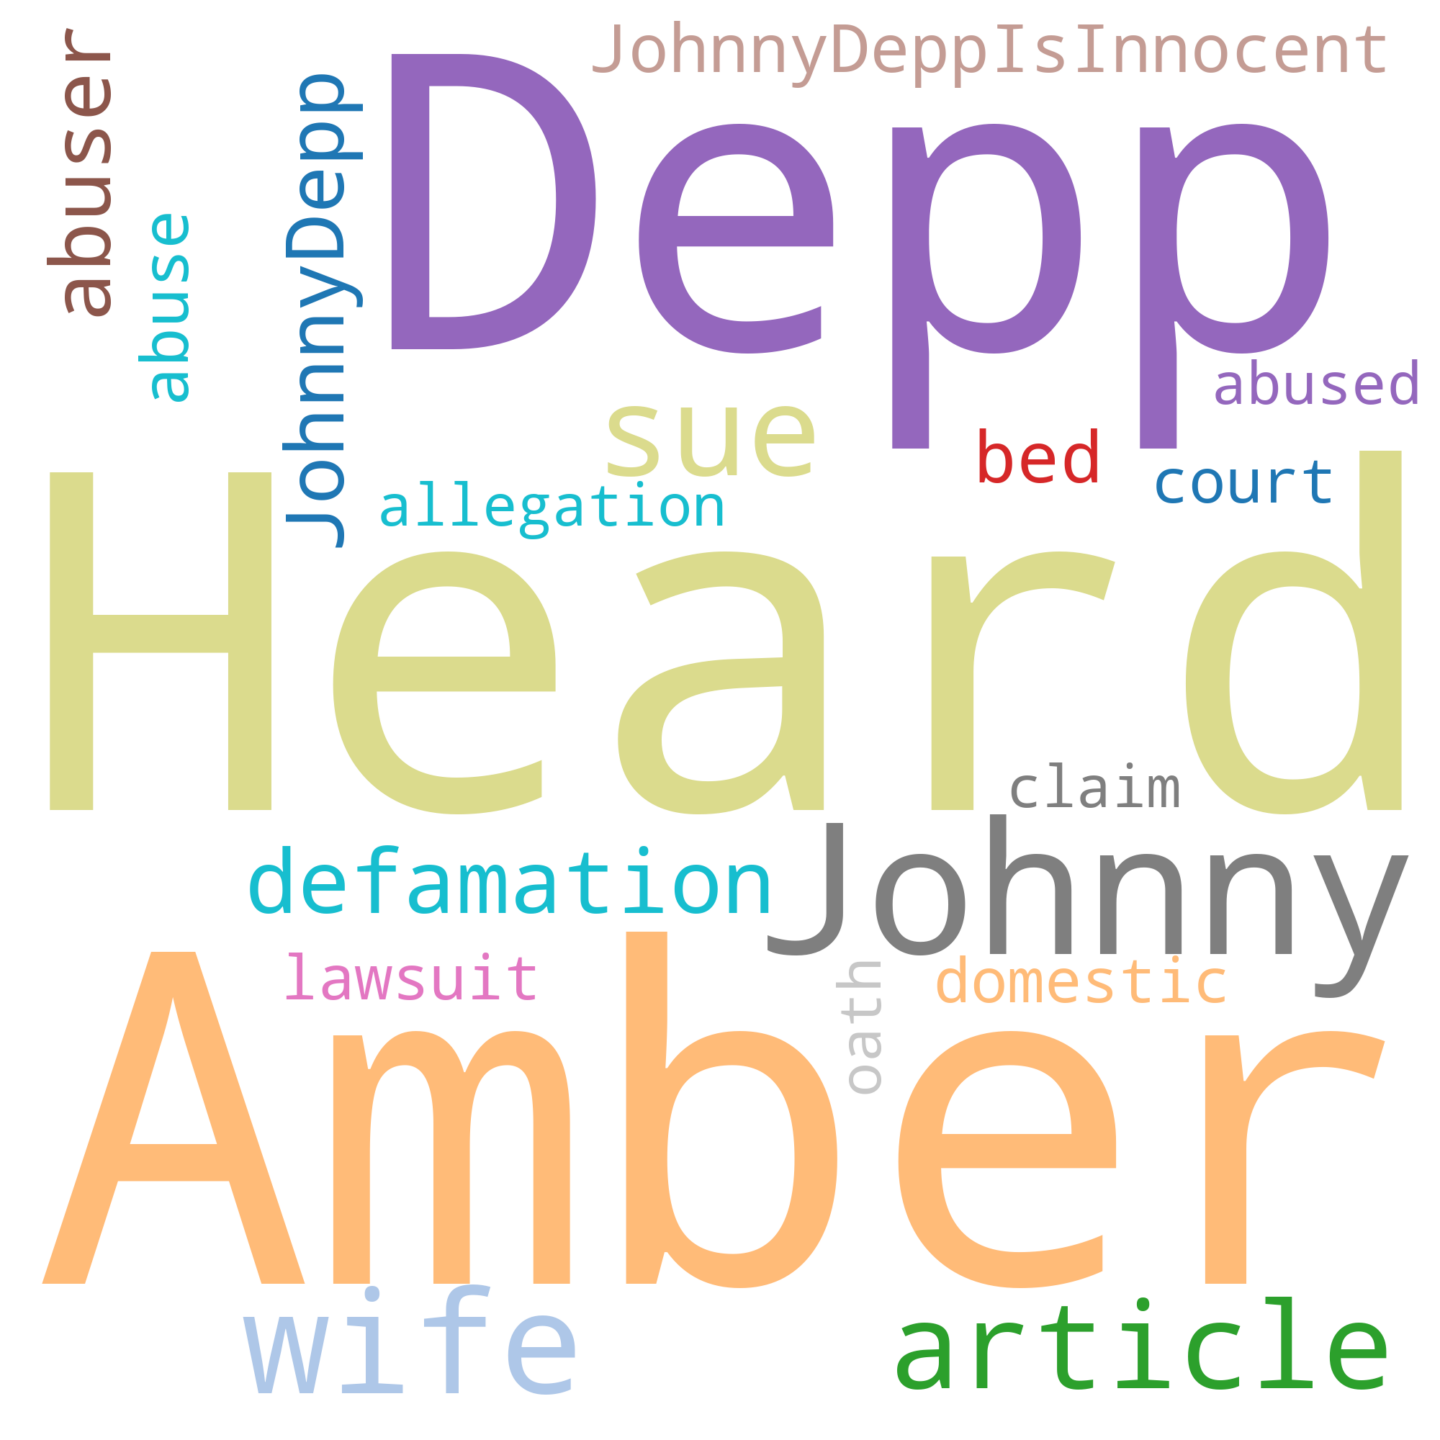 JohnnyDeppIsInnocent
abuser
Depp
JohnnyDepp
abuse
abused
sue
bed
court
allegation
Heard
claim
Johnny
defamation
lawsuit
domestic
oath
Amber
wife
article